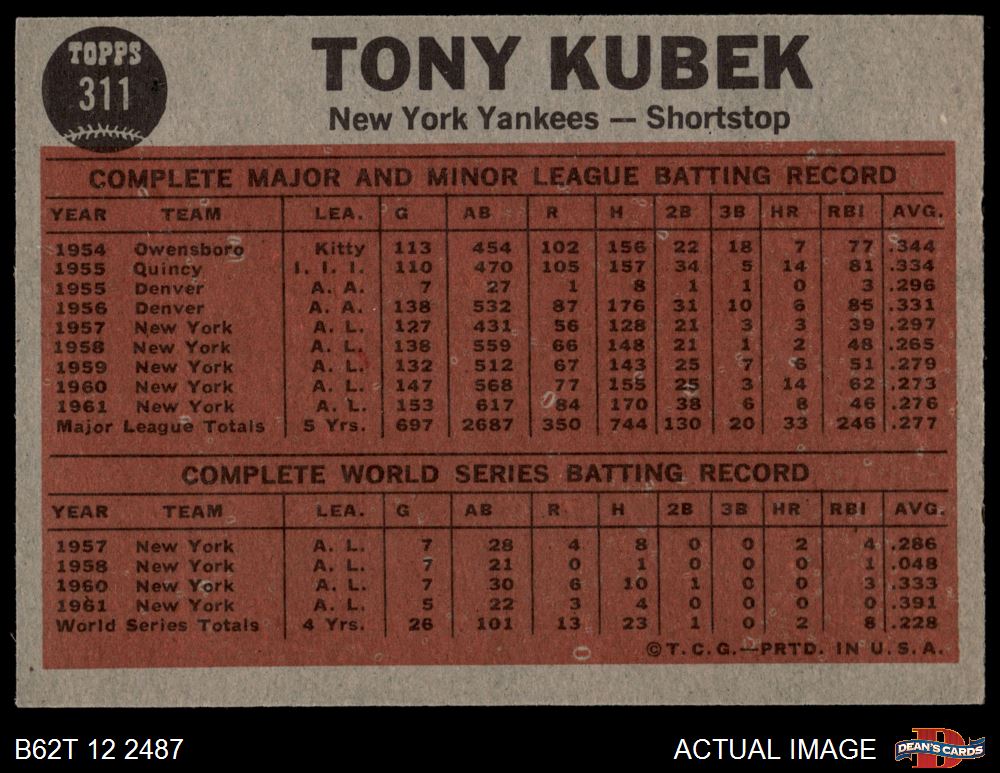 TOPPS
311
TONY KUBEK
New York Yankees — Shortstop
COMPLETE MAJOR AND MINOR LEAGUE BATTING RECORD
YEAR TEAM LEA. G AB R H 2B 3B HR RBI AVG.
1954 Owensboro Kitty 113 454 102 156 22 18 7 77 .344
1955 Quincy I. I. I. 110 470 105 157 34 5 14 81 .334
1955 Denver A. A. 7 27 1 8 1 1 0 3 .296
1956 Denver A. A. 138 532 87 176 31 10 6 85 .331
1957 New York A. L. 127 431 56 128 21 3 3 39 .297
1958 New York A. L. 138 559 66 148 21 1 2 48 .265
1959 New York A. L. 132 512 67 143 25 7 6 51 .279
1960 New York A. L. 147 568 77 155 25 3 14 62 .273
1961 New York A. L. 153 617 84 170 38 6 8 46 .276
Major League Totals 5 Yrs. 697 2687 350 744 130 20 33 246 .277
COMPLETE WORLD SERIES BATTING RECORD
YEAR TEAM LEA. G AB R H 2B 3B HR RBI AVG.
1957 New York A. L. 7 28 4 8 0 0 2 4 .286
1958 New York A. L. 7 21 0 1 0 0 0 1 .048
1960 New York A. L. 7 30 6 10 1 0 0 3 .333
1961 New York A. L. 5 22 3 4 0 0 0 0 .391
World Series Totals 4 Yrs. 26 101 13 23 1 0 2 8 .228
©T.C.G.—PRTD. IN U.S.A.
B62T 12 2487
ACTUAL IMAGE
D
DEAN'S CARDS